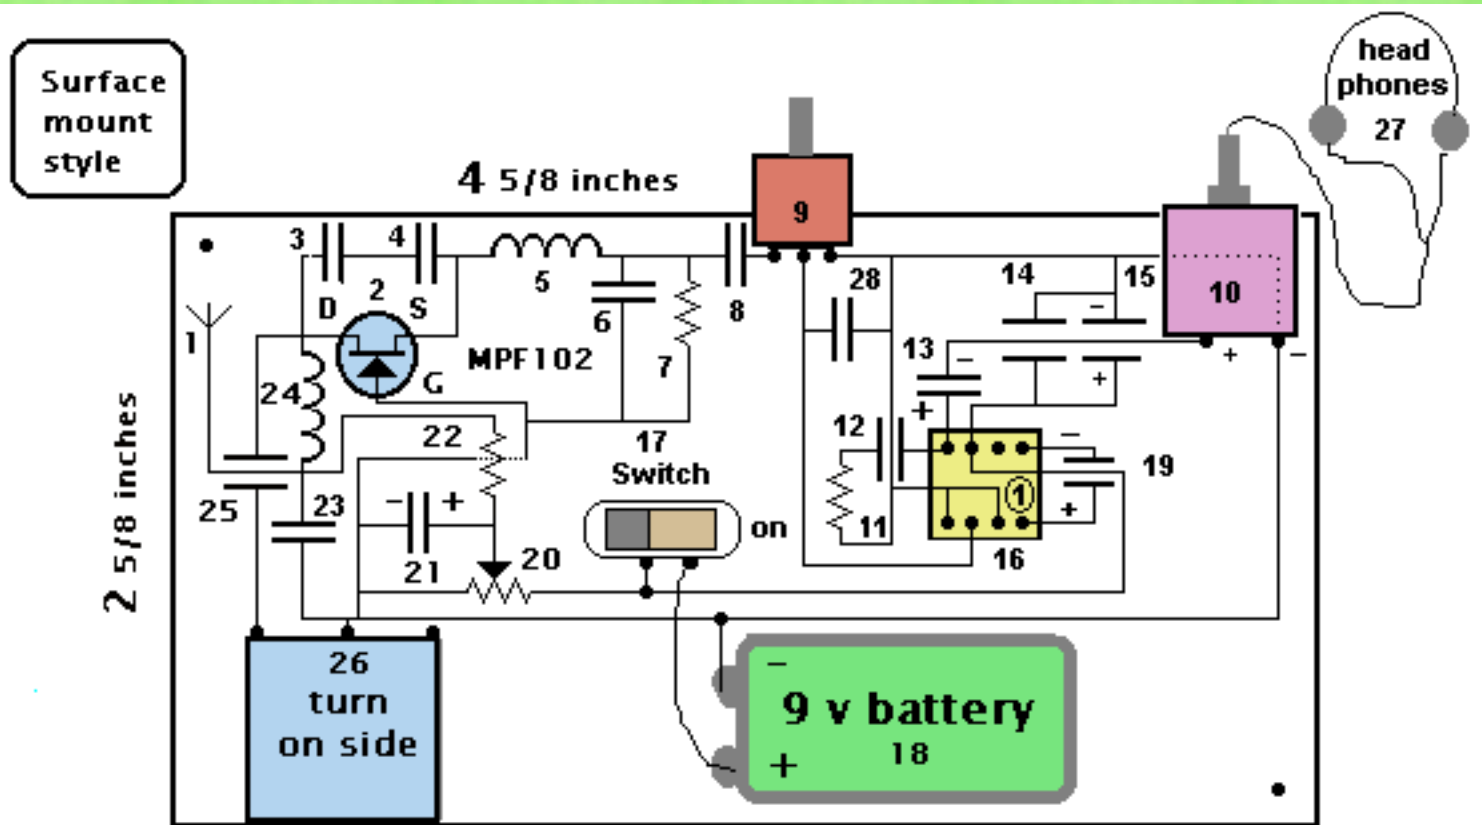 Surface
mount
style
head
phones
27
4 5/8 inches
9
3
4
2
D
S
5
6
7
8
28
14
15
10
1
MPF102
G
24
13
−
−
+
−
+
+
12
22
17
Switch
on
−
19
+
1
11
16
25
23
−
+
21
20
2 5/8 inches
26
turn
on side
−
9 v battery
18
+